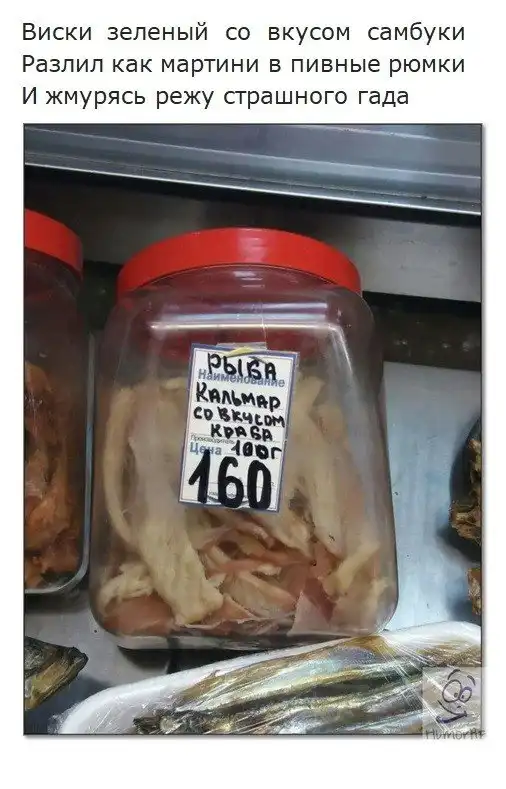 Виски зеленый со вкусом самбуки
Разлил как мартини в пивные рюмки
И жмурясь режу страшного гада
РЫБА
Наименование
КАЛЬМАР
СО ВКУСОМ
Производитель
КРАБА
Цена 100г
160
HumorAF